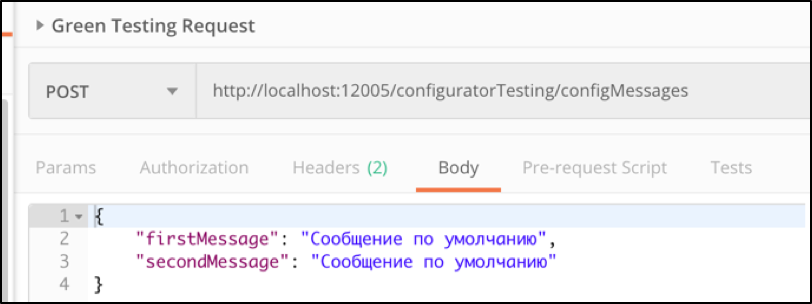 Green Testing Request
POST http://localhost:12005/configuratorTesting/configMessages
Params Authorization Headers (2) Body Pre-request Script Tests
1 {
2 "firstMessage": "Сообщение по умолчанию",
3 "secondMessage": "Сообщение по умолчанию"
4 }